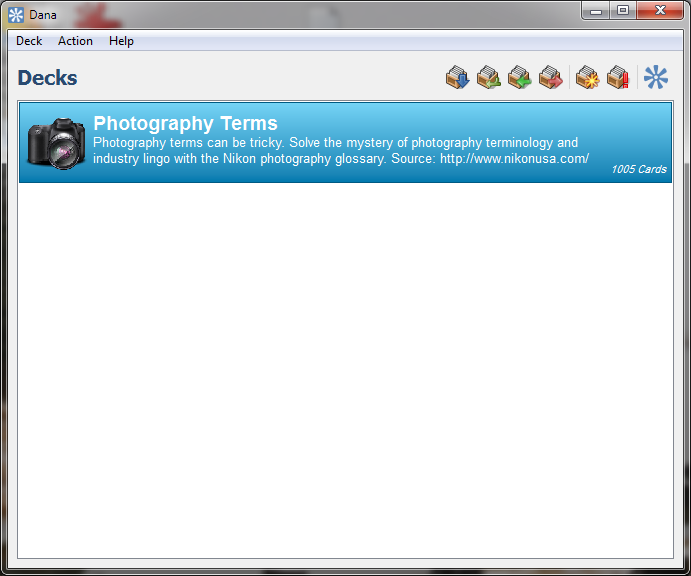 Dana
Deck Action Help
Decks
Photography Terms
Photography terms can be tricky. Solve the mystery of photography terminology and
industry lingo with the Nikon photography glossary. Source: http://www.nikonusa.com/
1005 Cards